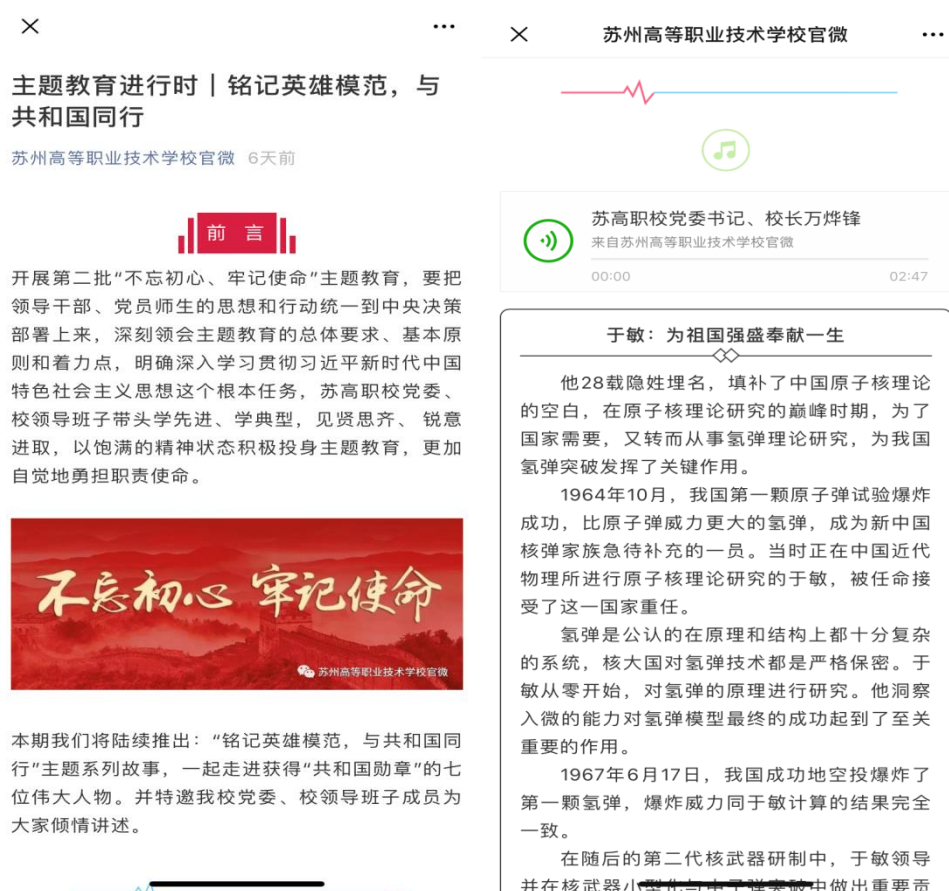 主题教育进行时｜铭记英雄模范，与
共和国同行
苏州高等职业技术学校官微 6天前
前 言
开展第二批“不忘初心、牢记使命”主题教育，要把
领导干部、党员师生的思想和行动统一到中央决策
部署上来，深刻领会主题教育的总体要求、基本原
则和着力点，明确深入学习贯彻习近平新时代中国
特色社会主义思想这个根本任务，苏高职校党委、
校领导班子带头学先进、学典型，见贤思齐、 锐意
进取，以饱满的精神状态积极投身主题教育，更加
自觉地勇担职责使命。
不忘初心 牢记使命
苏州高等职业技术学校官微
本期我们将陆续推出：“铭记英雄模范，与共和国同
行”主题系列故事，一起走进获得“共和国勋章”的七
位伟大人物。并特邀我校党委、校领导班子成员为
大家倾情讲述。
苏州高等职业技术学校官微
苏高职校党委书记、校长万烨锋
来自苏州高等职业技术学校官微
00:00 02:47
于敏：为祖国强盛奉献一生
他28载隐姓埋名，填补了中国原子核理论
的空白，在原子核理论研究的巅峰时期，为了
国家需要，又转而从事氢弹理论研究，为我国
氢弹突破发挥了关键作用。
1964年10月，我国第一颗原子弹试验爆炸
成功，比原子弹威力更大的氢弹，成为新中国
核弹家族急待补充的一员。当时正在中国近代
物理所进行原子核理论研究的于敏，被任命接
受了这一国家重任。
氢弹是公认的在原理和结构上都十分复杂
的系统，核大国对氢弹技术都是严格保密。于
敏从零开始，对氢弹的原理进行研究。他洞察
入微的能力对氢弹模型最终的成功起到了至关
重要的作用。
1967年6月17日，我国成功地空投爆炸了
第一颗氢弹，爆炸威力同于敏计算的结果完全
一致。
在随后的第二代核武器研制中，于敏领导
并在核武器小型化与中子弹突破中做出重要贡